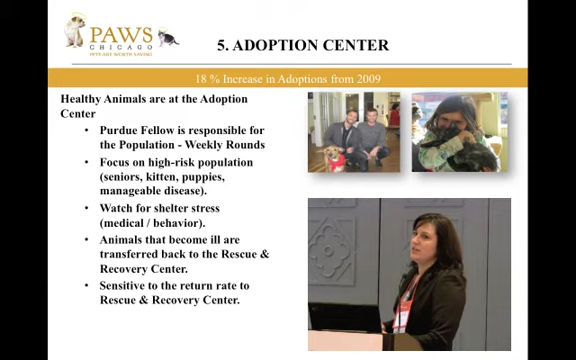 PAWS
CHICAGO
PETS ARE WORTH SAVING
5. ADOPTION CENTER
18 % Increase in Adoptions from 2009
Healthy Animals are at the Adoption
Center
• Purdue Fellow is responsible for
the Population - Weekly Rounds
• Focus on high-risk population
(seniors, kitten, puppies,
manageable disease).
• Watch for shelter stress
(medical / behavior).
• Animals that become ill are
transferred back to the Rescue &
Recovery Center.
• Sensitive to the return rate to
Rescue & Recovery Center.